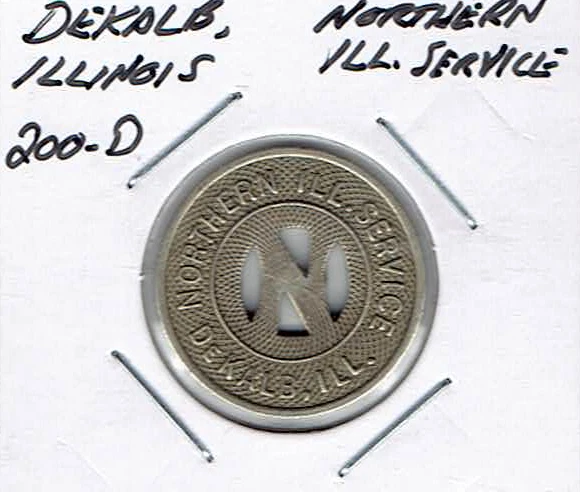 DEKALB,
ILLINOIS
200-D
NORTHERN
ILL. SERVICE
NORTHERN ILL. SERVICE
N
DEKALB, ILL.